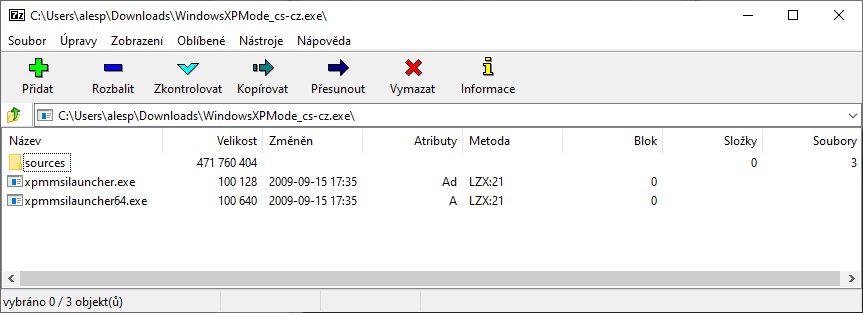 7z C:\Users\alesp\Downloads\WindowsXPMode_cs-cz.exe\
Soubor Úpravy Zobrazení Oblíbené Nástroje Nápověda
Přidat Rozbalit Zkontrolovat Kopírovat Přesunout Vymazat Informace
C:\Users\alesp\Downloads\WindowsXPMode_cs-cz.exe\
Název Velikost Změněn Atributy Metoda Blok Složky Soubory
sources 471 760 404 0 3
xpmmsilauncher.exe 100 128 2009-09-15 17:35 Ad LZX:21 0
xpmmsilauncher64.exe 100 640 2009-09-15 17:35 A LZX:21 0
vybráno 0 / 3 objekt(ů)